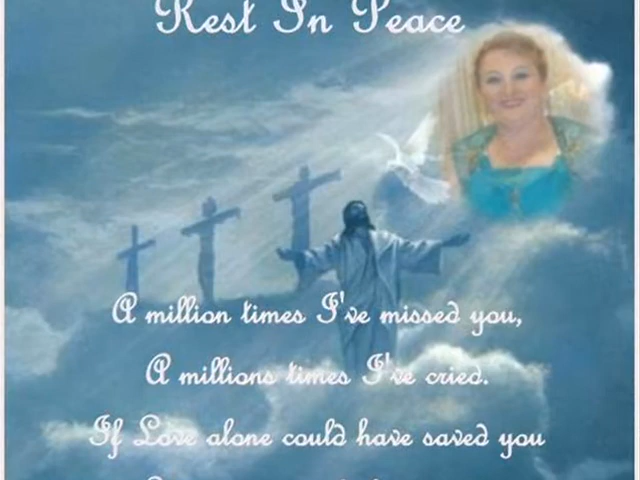 Rest In Peace
A million times I've missed you,
A millions times I've cried.
If Love alone could have saved you